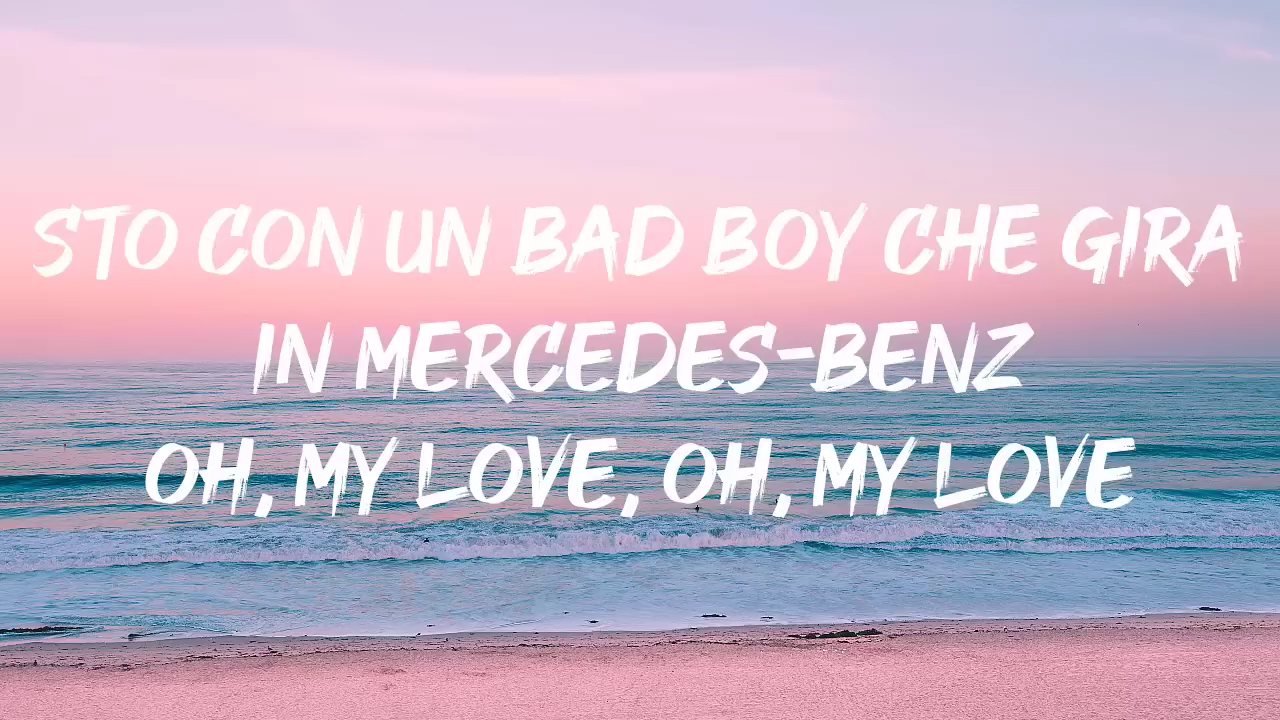 STO CON UN BAD BOY CHE GIRA
IN MERCEDES-BENZ
OH, MY LOVE, OH, MY LOVE